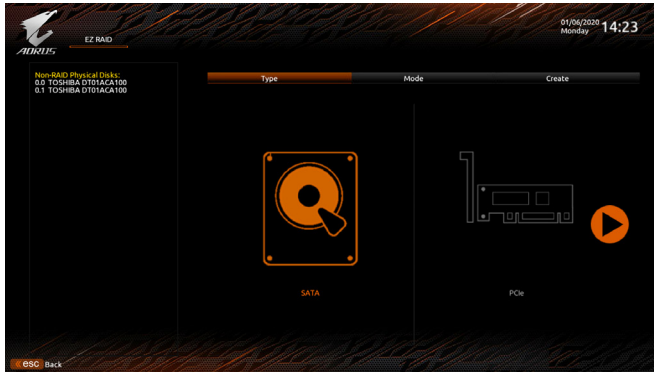 AORUS
EZ RAID
01/06/2020
Monday 14:23
Non-RAID Physical Disks:
0.0 TOSHIBA DT01ACA100
0.1 TOSHIBA DT01ACA100
Type Mode Create
SATA PCIe
esc Back